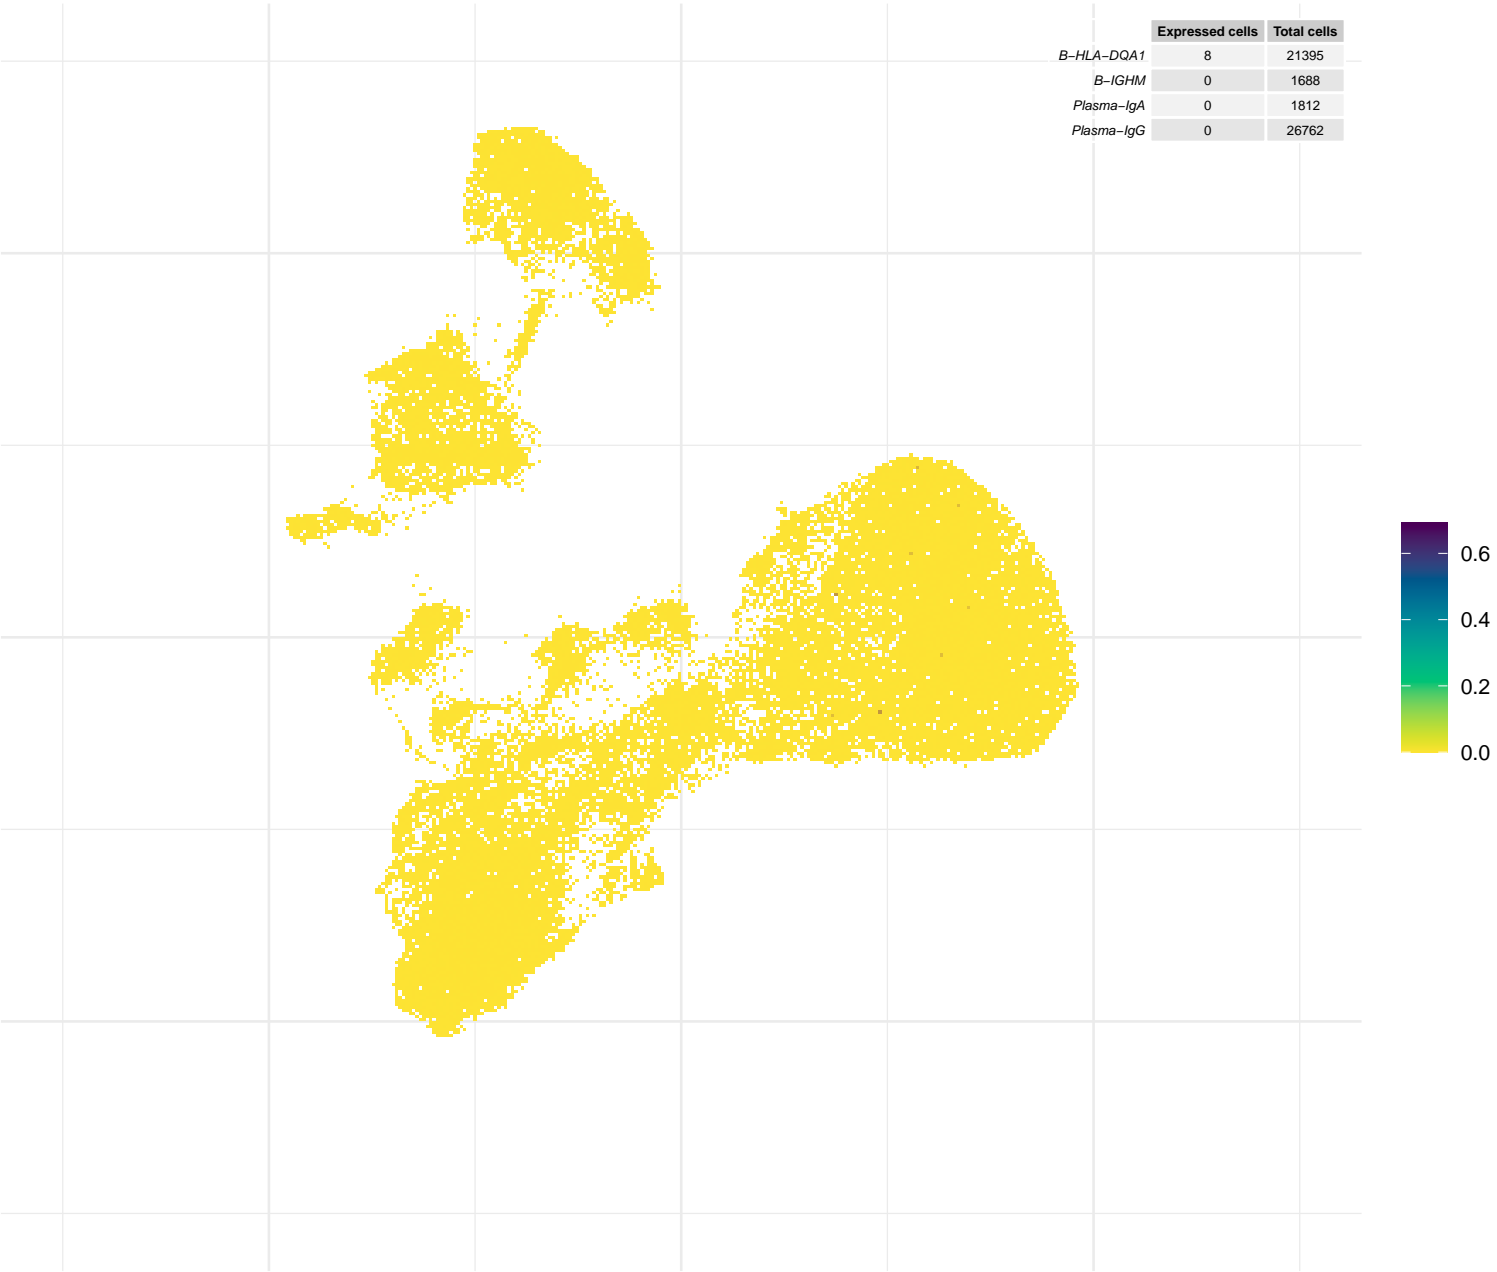 Expressed cells Total cells
B−HLA−DQA1 8 21395
B−IGHM 0 1688
Plasma−IgA 0 1812
Plasma−IgG 0 26762
0.6
0.4
0.2
0.0